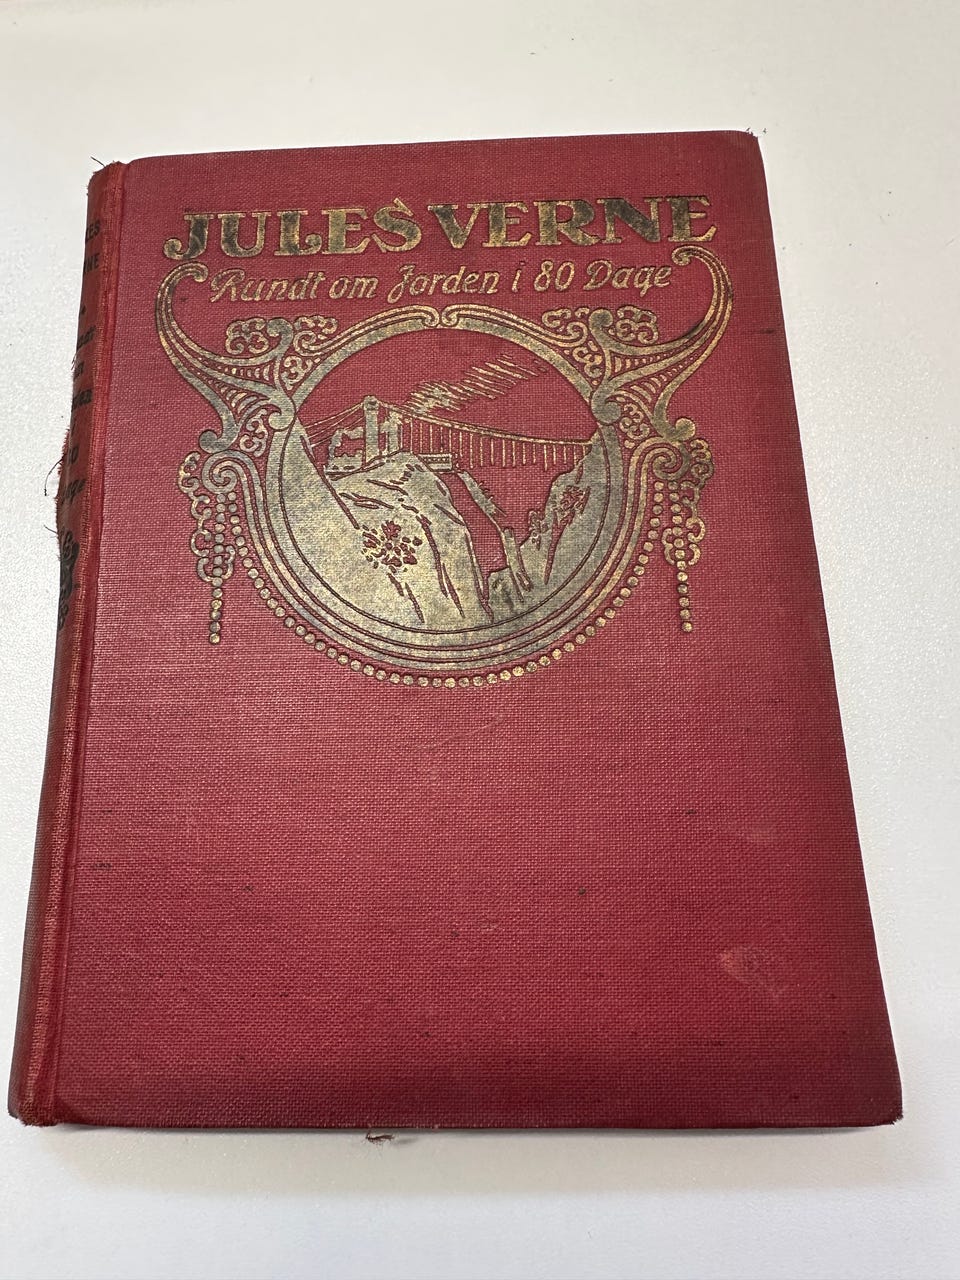 JULES VERNE
Rundt om Jorden i 80 Dage